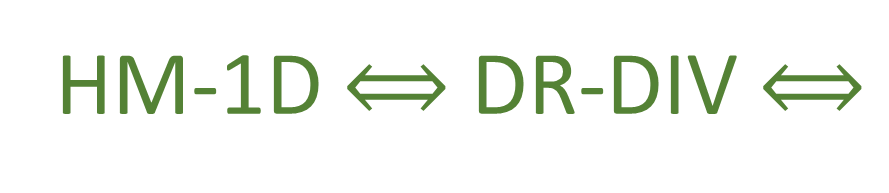 HM-1D ⟺ DR-DIV ⟺